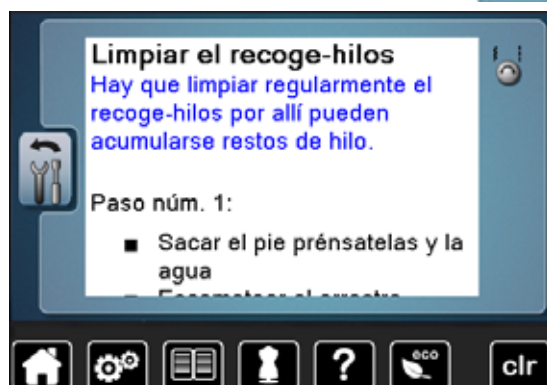 Limpiar el recoge-hilos
Hay que limpiar regularmente el
recoge-hilos por allí pueden
acumularse restos de hilo.
Paso núm. 1:
■ Sacar el pie prénsatelas y la
agua
eco
?
clr